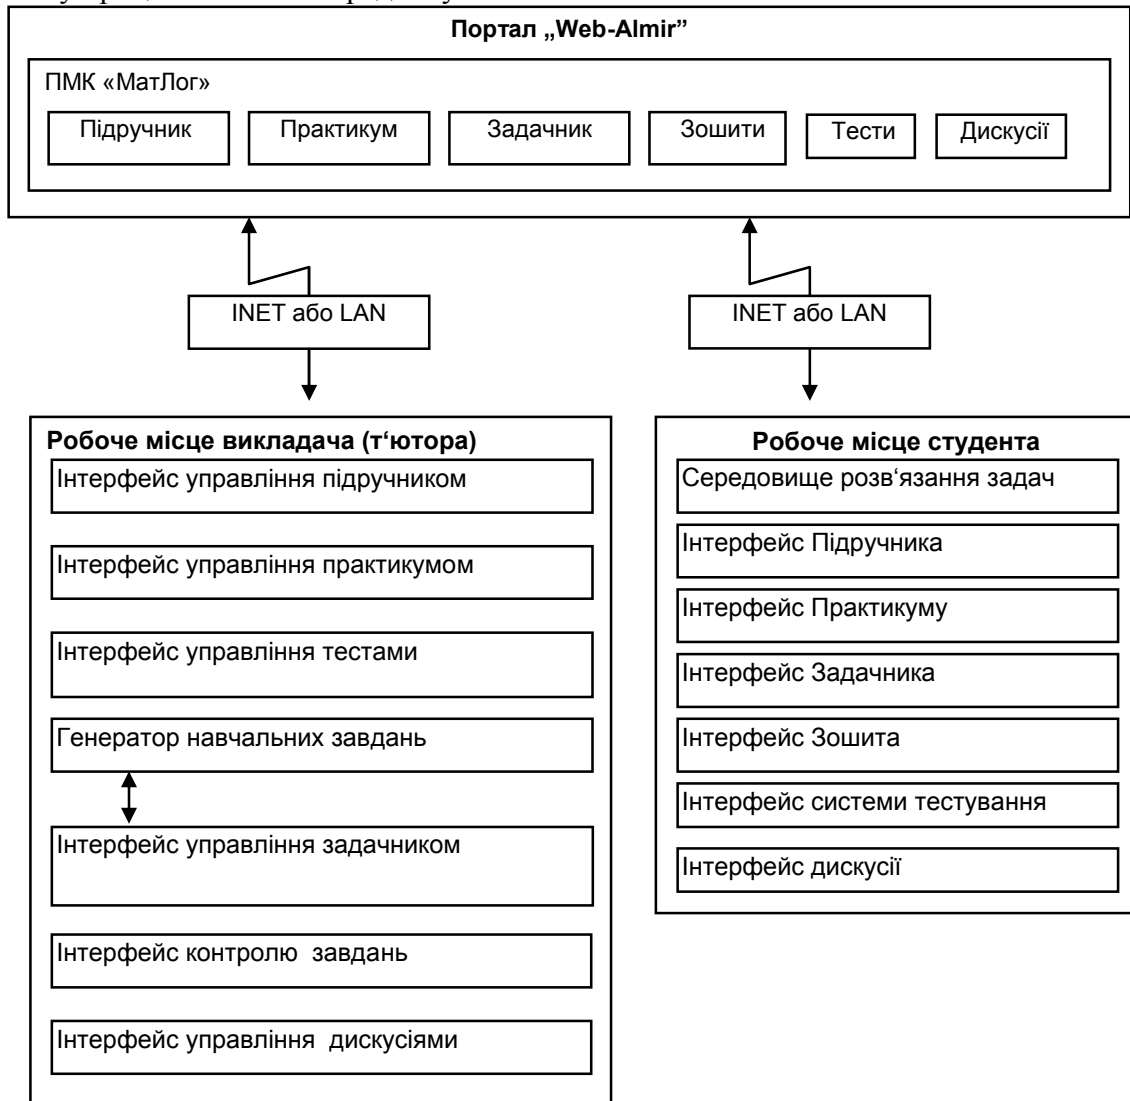 Портал „Web-Almir”
ПМК «МатЛог»
Підручник
Практикум
Задачник
Зошити
Тести
Дискусії
INET або LAN
INET або LAN
Робоче місце викладача (т‘ютора)
Інтерфейс управління підручником
Інтерфейс управління практикумом
Інтерфейс управління тестами
Генератор навчальних завдань
Інтерфейс управління задачником
Інтерфейс контролю завдань
Інтерфейс управління дискусіями
Робоче місце студента
Середовище розв‘язання задач
Інтерфейс Підручника
Інтерфейс Практикуму
Інтерфейс Задачника
Інтерфейс Зошита
Інтерфейс системи тестування
Інтерфейс дискусії